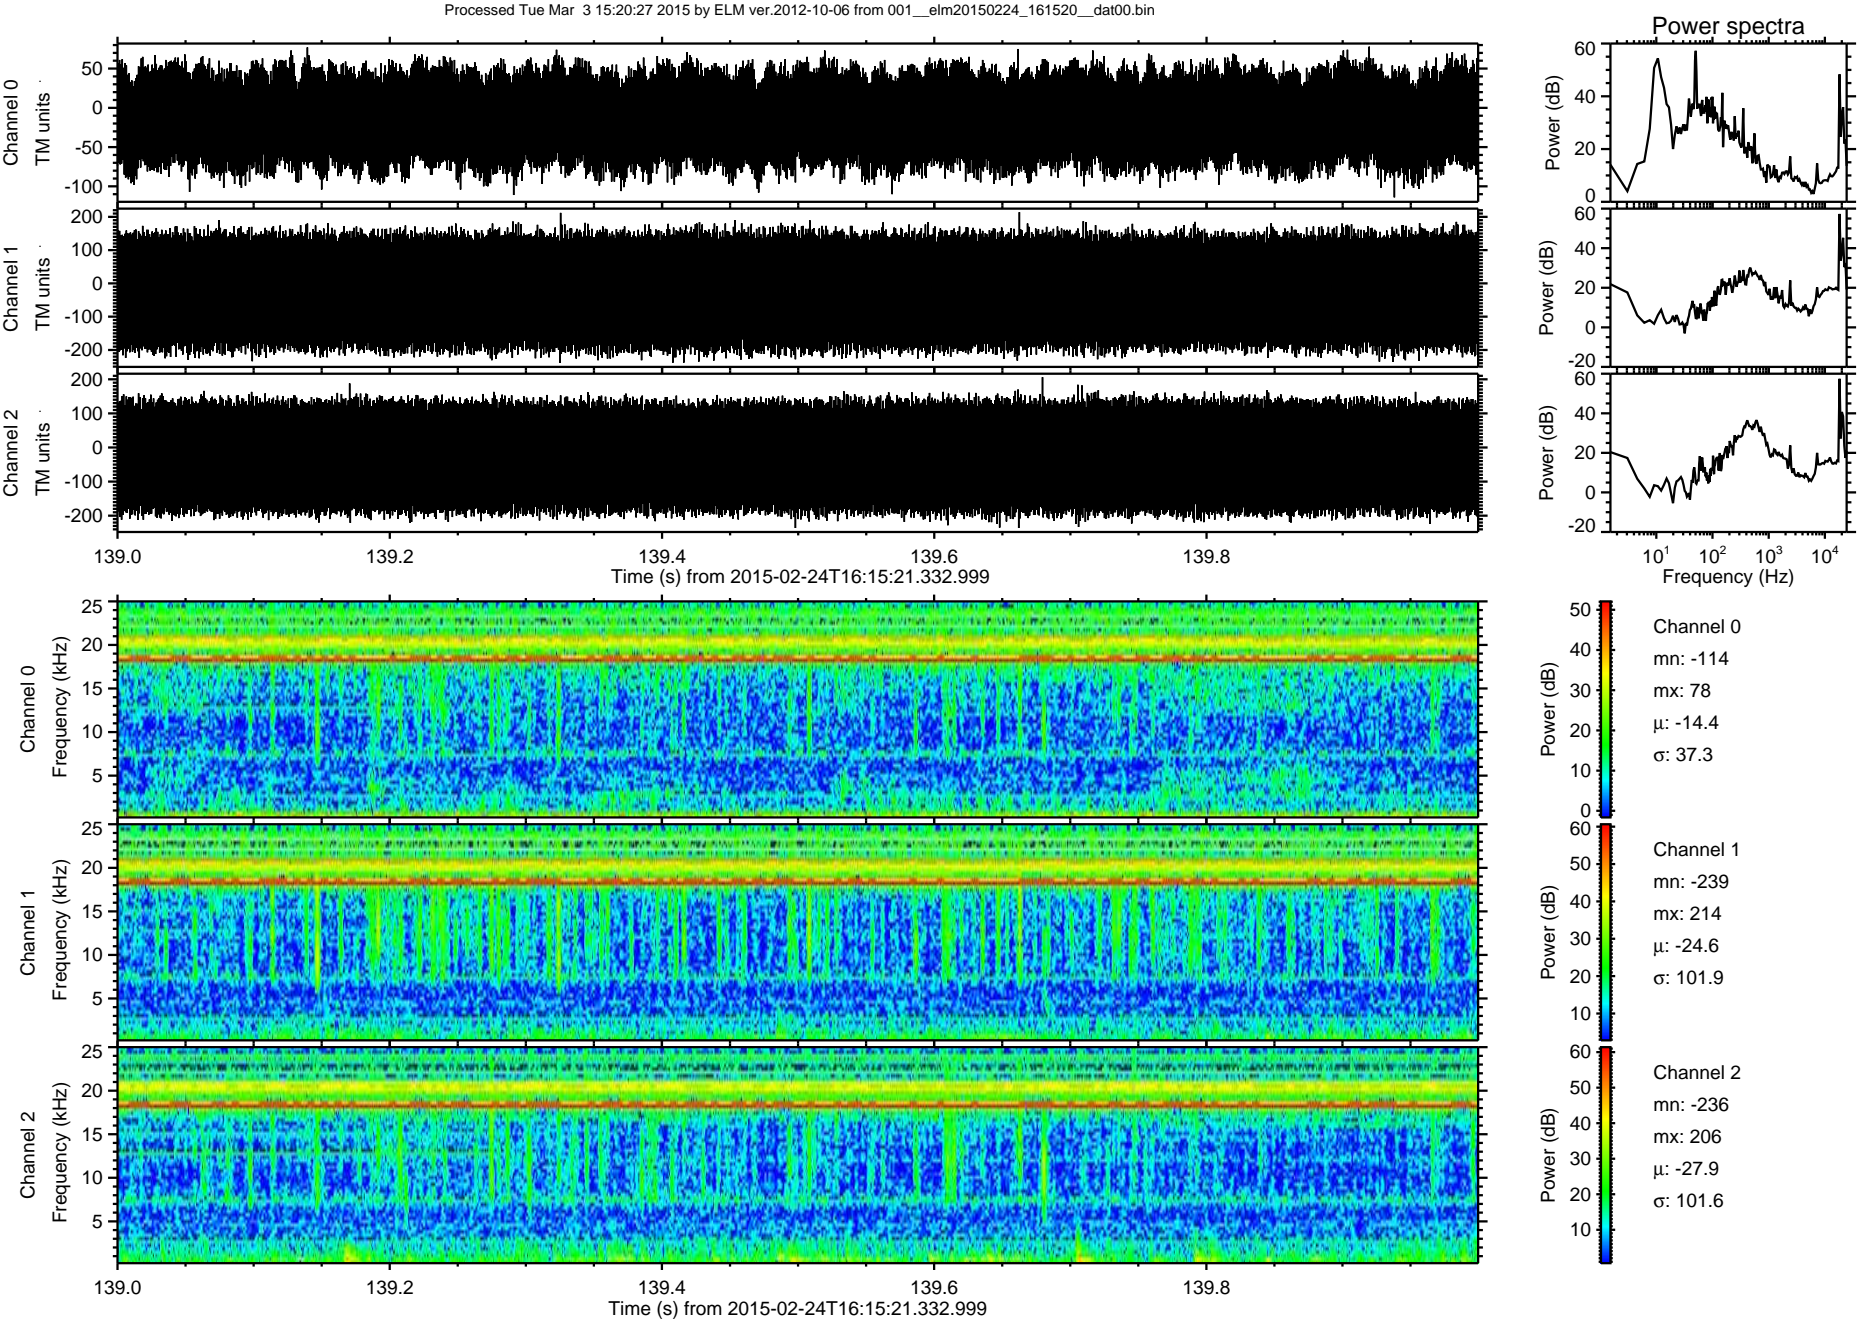 Processed Tue Mar  3 15:20:27 2015 by ELM ver.2012-10-06 from 001__elm20150224_161520__dat00.bin
Power spectra
Channel 0
TM units
50
0
-50
-100
Power (dB)
60
40
20
0
Channel 1
TM units
200
100
0
-100
-200
Power (dB)
60
40
20
0
-20
Channel 2
TM units
200
100
0
-100
-200
Power (dB)
60
40
20
0
-20
139.0 139.2 139.4 139.6 139.8
Time (s) from 2015-02-24T16:15:21.332.999
10¹ 10² 10³ 10⁴
Frequency (Hz)
Channel 0
Frequency (kHz)
25
20
15
10
5
Power (dB)
50
40
30
20
10
0
Channel 0
mn: -114
mx: 78
μ: -14.4
σ: 37.3
Channel 1
Frequency (kHz)
25
20
15
10
5
Power (dB)
60
50
40
30
20
10
Channel 1
mn: -239
mx: 214
μ: -24.6
σ: 101.9
Channel 2
Frequency (kHz)
25
20
15
10
5
Power (dB)
60
50
40
30
20
10
Channel 2
mn: -236
mx: 206
μ: -27.9
σ: 101.6
139.0 139.2 139.4 139.6 139.8
Time (s) from 2015-02-24T16:15:21.332.999